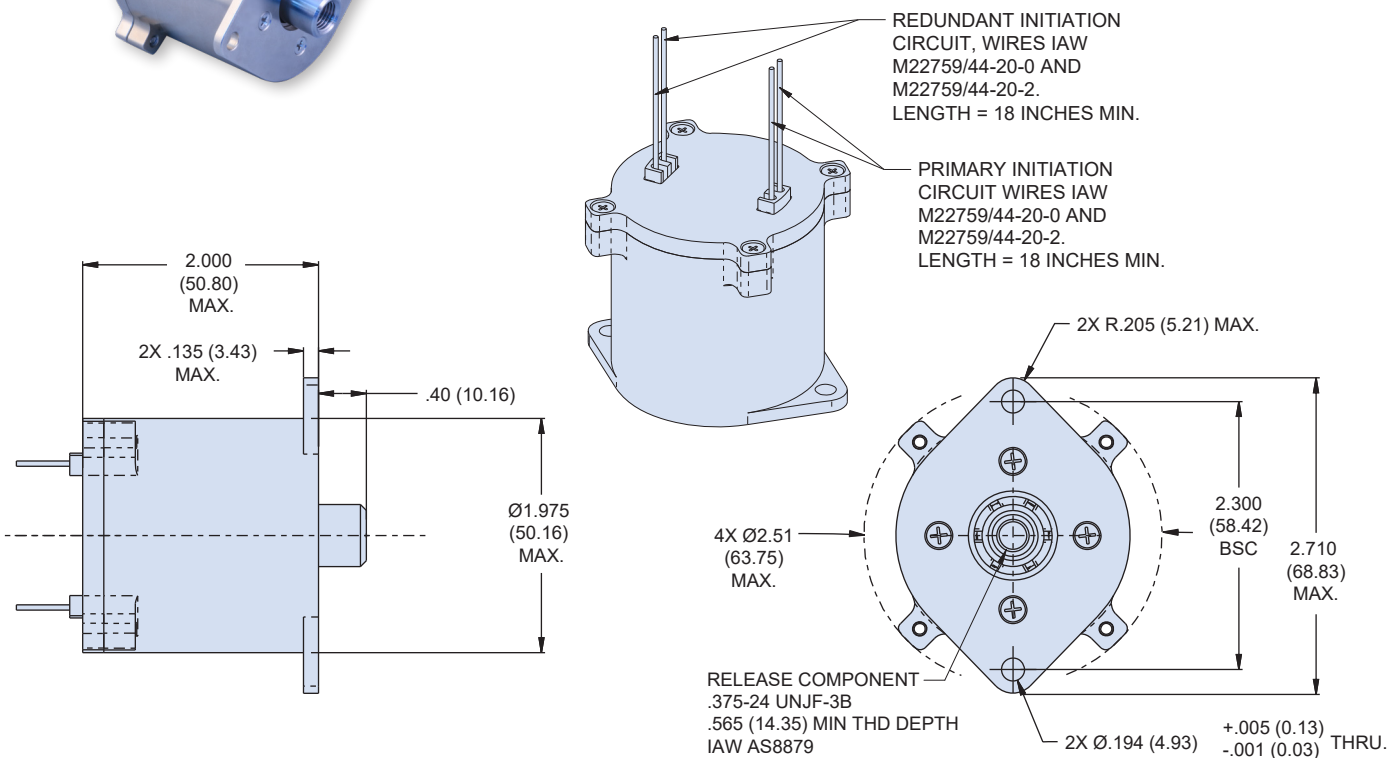 REDUNDANT INITIATION
CIRCUIT, WIRES IAW
M22759/44-20-0 AND
M22759/44-20-2.
LENGTH = 18 INCHES MIN.
PRIMARY INITIATION
CIRCUIT WIRES IAW
M22759/44-20-0 AND
M22759/44-20-2.
LENGTH = 18 INCHES MIN.
2.000
(50.80)
MAX.
2X .135 (3.43)
MAX.
.40 (10.16)
Ø1.975
(50.16)
MAX.
2X R.205 (5.21) MAX.
4X Ø2.51
(63.75)
MAX.
2.300
(58.42)
BSC
2.710
(68.83)
MAX.
RELEASE COMPONENT
.375-24 UNJF-3B
.565 (14.35) MIN THD DEPTH
IAW AS8879
2X Ø.194 (4.93) +.005 (0.13)
-.001 (0.03) THRU.